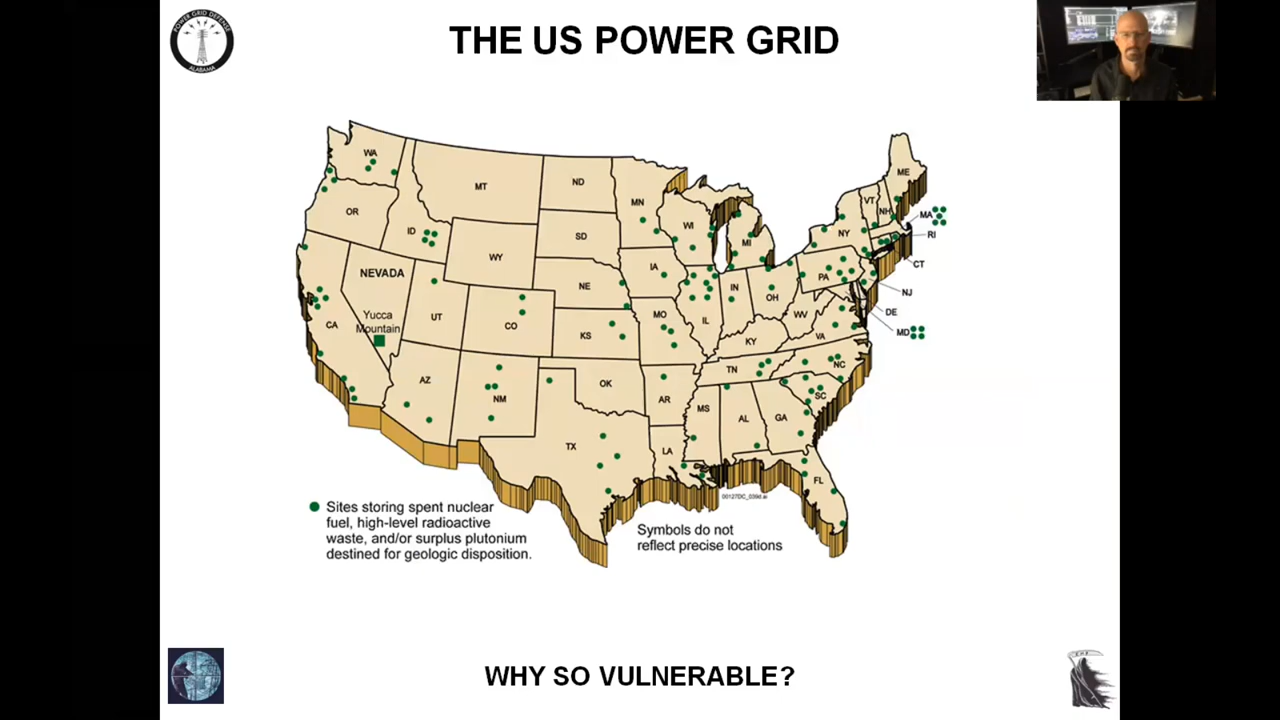 POWER GRID DEFENSE
ALABAMA
THE US POWER GRID
WA
MT
ND
MN
ME
VT
NH
OR
ID
SD
WI
MI
NY
MA
RI
CT
WY
NEVADA
IA
NE
PA
NJ
UT
CO
IL
IN
OH
WV
DE
MD
Yucca
Mountain
CA
KS
MO
KY
VA
AZ
NM
OK
TN
NC
AR
SC
TX
LA
MS
AL
GA
FL
Sites storing spent nuclear
fuel, high-level radioactive
waste, and/or surplus plutonium
destined for geologic disposition.
Symbols do not
reflect precise locations
WHY SO VULNERABLE?